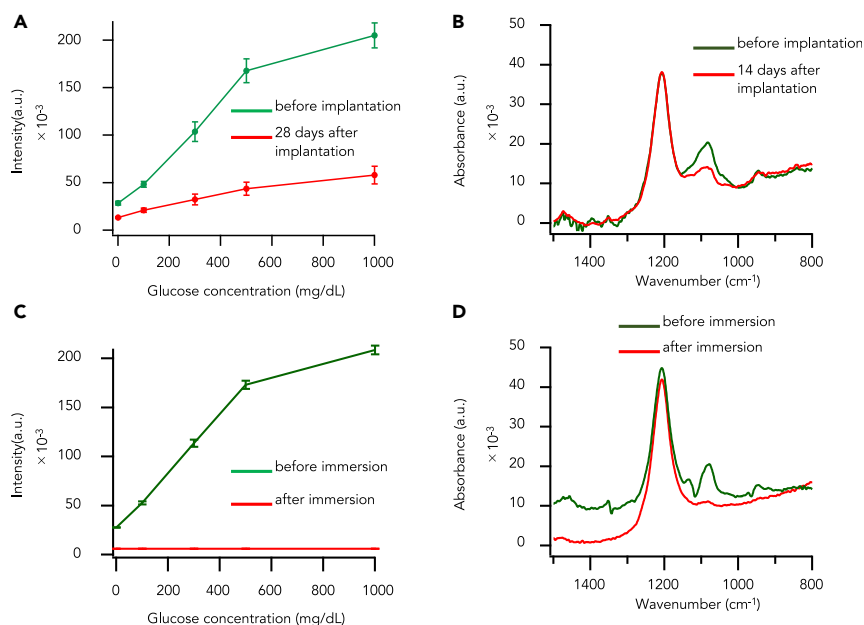 A
200
150
100
50
0
Intensity(a.u.)
× 10-3
before implantation
28 days after
implantation
0 200 400 600 800 1000
Glucose concentration (mg/dL)
B
50
40
30
20
10
0
Absorbance (a.u.)
× 10-3
before implantation
14 days after
implantation
1400 1200 1000 800
Wavenumber (cm-1)
C
200
150
100
50
0
Intensity(a.u.)
× 10-3
before immersion
after immersion
0 200 400 600 800 1000
Glucose concentration (mg/dL)
D
50
40
30
20
10
0
Absorbance (a.u.)
× 10-3
before immersion
after immersion
1400 1200 1000 800
Wavenumber (cm-1)